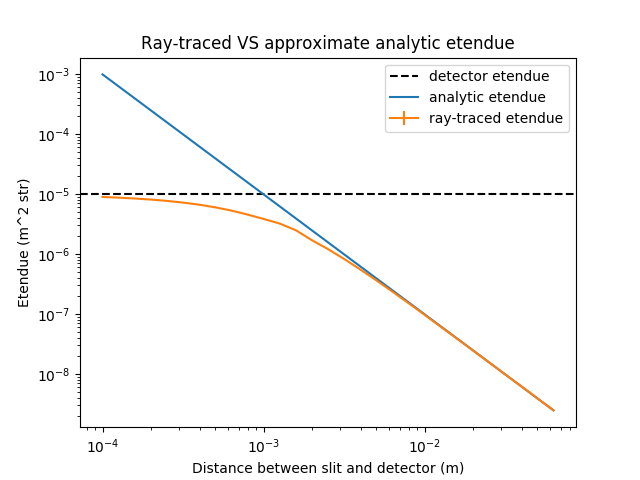 Ray-traced VS approximate analytic etendue
detector etendue
analytic etendue
ray-traced etendue
Etendue (m^2 str)
10⁻³
10⁻⁴
10⁻⁵
10⁻⁶
10⁻⁷
10⁻⁸
10⁻⁴ 10⁻³ 10⁻²
Distance between slit and detector (m)